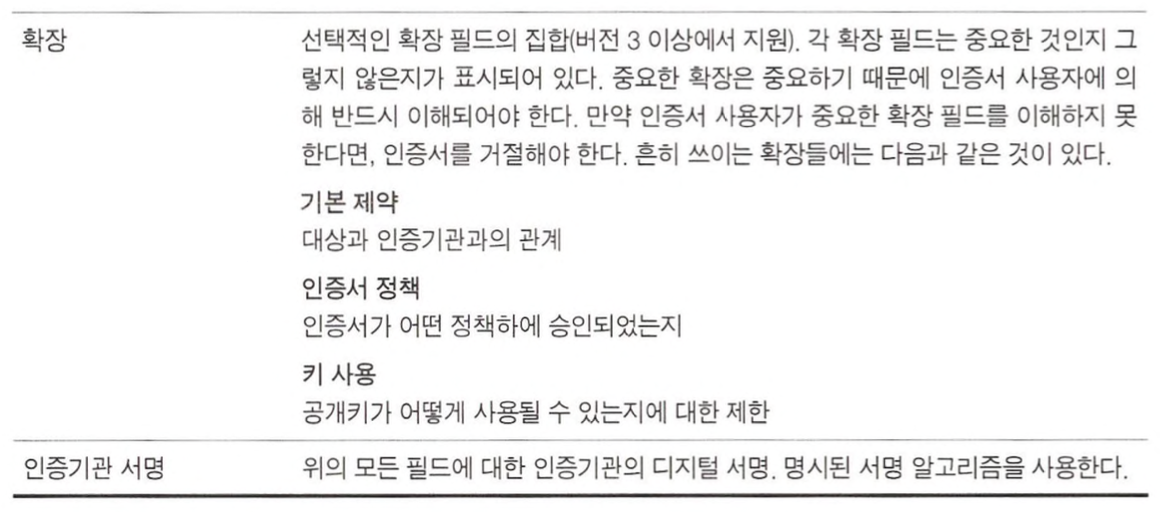 확장
선택적인 확장 필드의 집합(버전 3 이상에서 지원). 각 확장 필드는 중요한 것인지 그
렇지 않은지가 표시되어 있다. 중요한 확장은 중요하기 때문에 인증서 사용자에 의
해 반드시 이해되어야 한다. 만약 인증서 사용자가 중요한 확장 필드를 이해하지 못
한다면, 인증서를 거절해야 한다. 흔히 쓰이는 확장들에는 다음과 같은 것이 있다.
기본 제약
대상과 인증기관과의 관계
인증서 정책
인증서가 어떤 정책하에 승인되었는지
키 사용
공개키가 어떻게 사용될 수 있는지에 대한 제한
인증기관 서명
위의 모든 필드에 대한 인증기관의 디지털 서명. 명시된 서명 알고리즘을 사용한다.